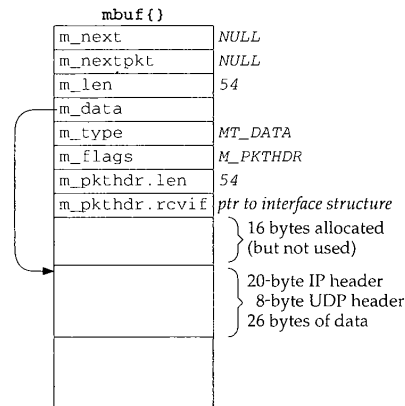 mbuf{}
m_next NULL
m_nextpkt NULL
m_len 54
m_data
m_type MT_DATA
m_flags M_PKTHDR
m_pkthdr.len 54
m_pkthdr.rcvif ptr to interface structure
16 bytes allocated
(but not used)
20-byte IP header
8-byte UDP header
26 bytes of data